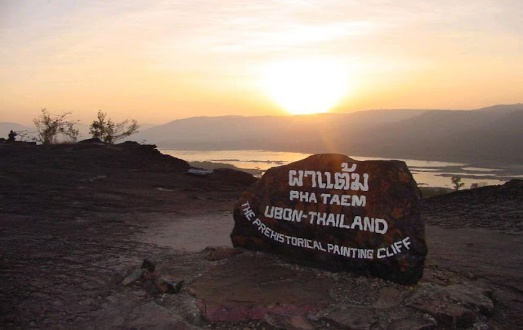 ผาแต้ม
PHA TAEM
UBON-THAILAND
THE PREHISTORICAL PAINTING CLIFF